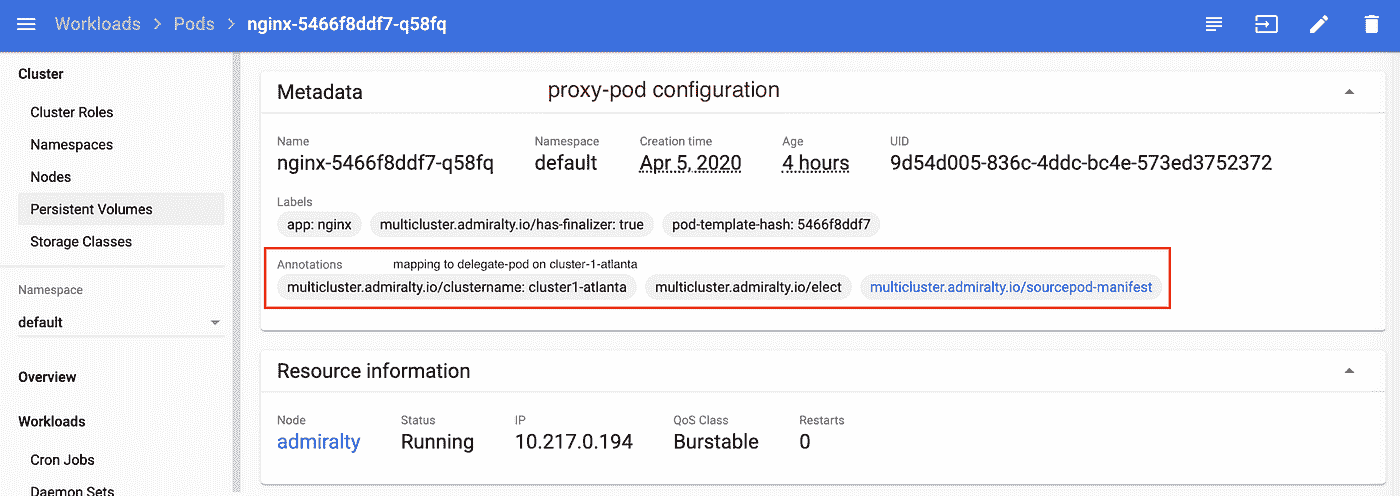 Workloads > Pods > nginx-5466f8ddf7-q58fq
Cluster
Cluster Roles
Namespaces
Nodes
Persistent Volumes
Storage Classes
Namespace
default
Overview
Workloads
Cron Jobs
Daemon Sets
Metadata proxy-pod configuration
Name Namespace Creation time Age UID
nginx-5466f8ddf7-q58fq default Apr 5, 2020 4 hours 9d54d005-836c-4ddc-bc4e-573ed3752372
Labels
app: nginx multicluster.admiralty.io/has-finalizer: true pod-template-hash: 5466f8ddf7
Annotations mapping to delegate-pod on cluster-1-atlanta
multicluster.admiralty.io/clustername: cluster1-atlanta multicluster.admiralty.io/elect multicluster.admiralty.io/sourcepod-manifest
Resource information
Node Status IP QoS Class Restarts
admiralty Running 10.217.0.194 Burstable 0